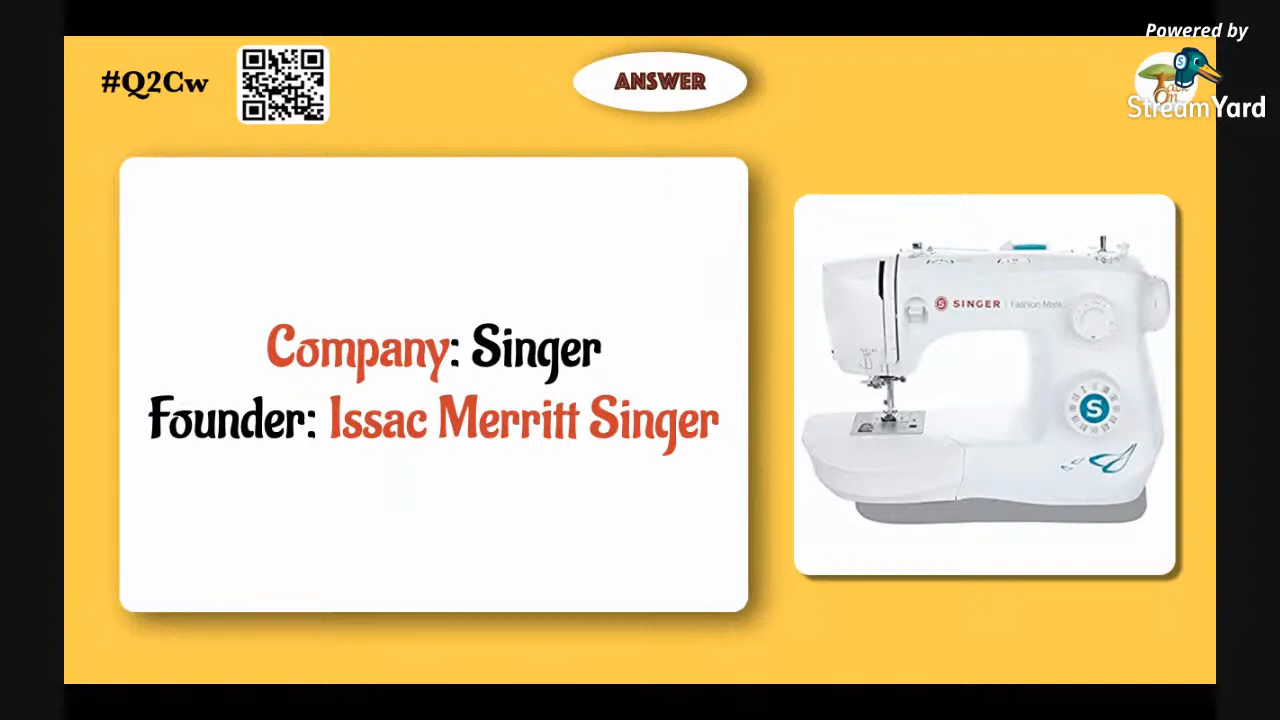 Powered by
#Q2Cw
ANSWER
StreamYard
Company: Singer
Founder: Issac Merritt Singer
S SINGER | Fashion Mate
S